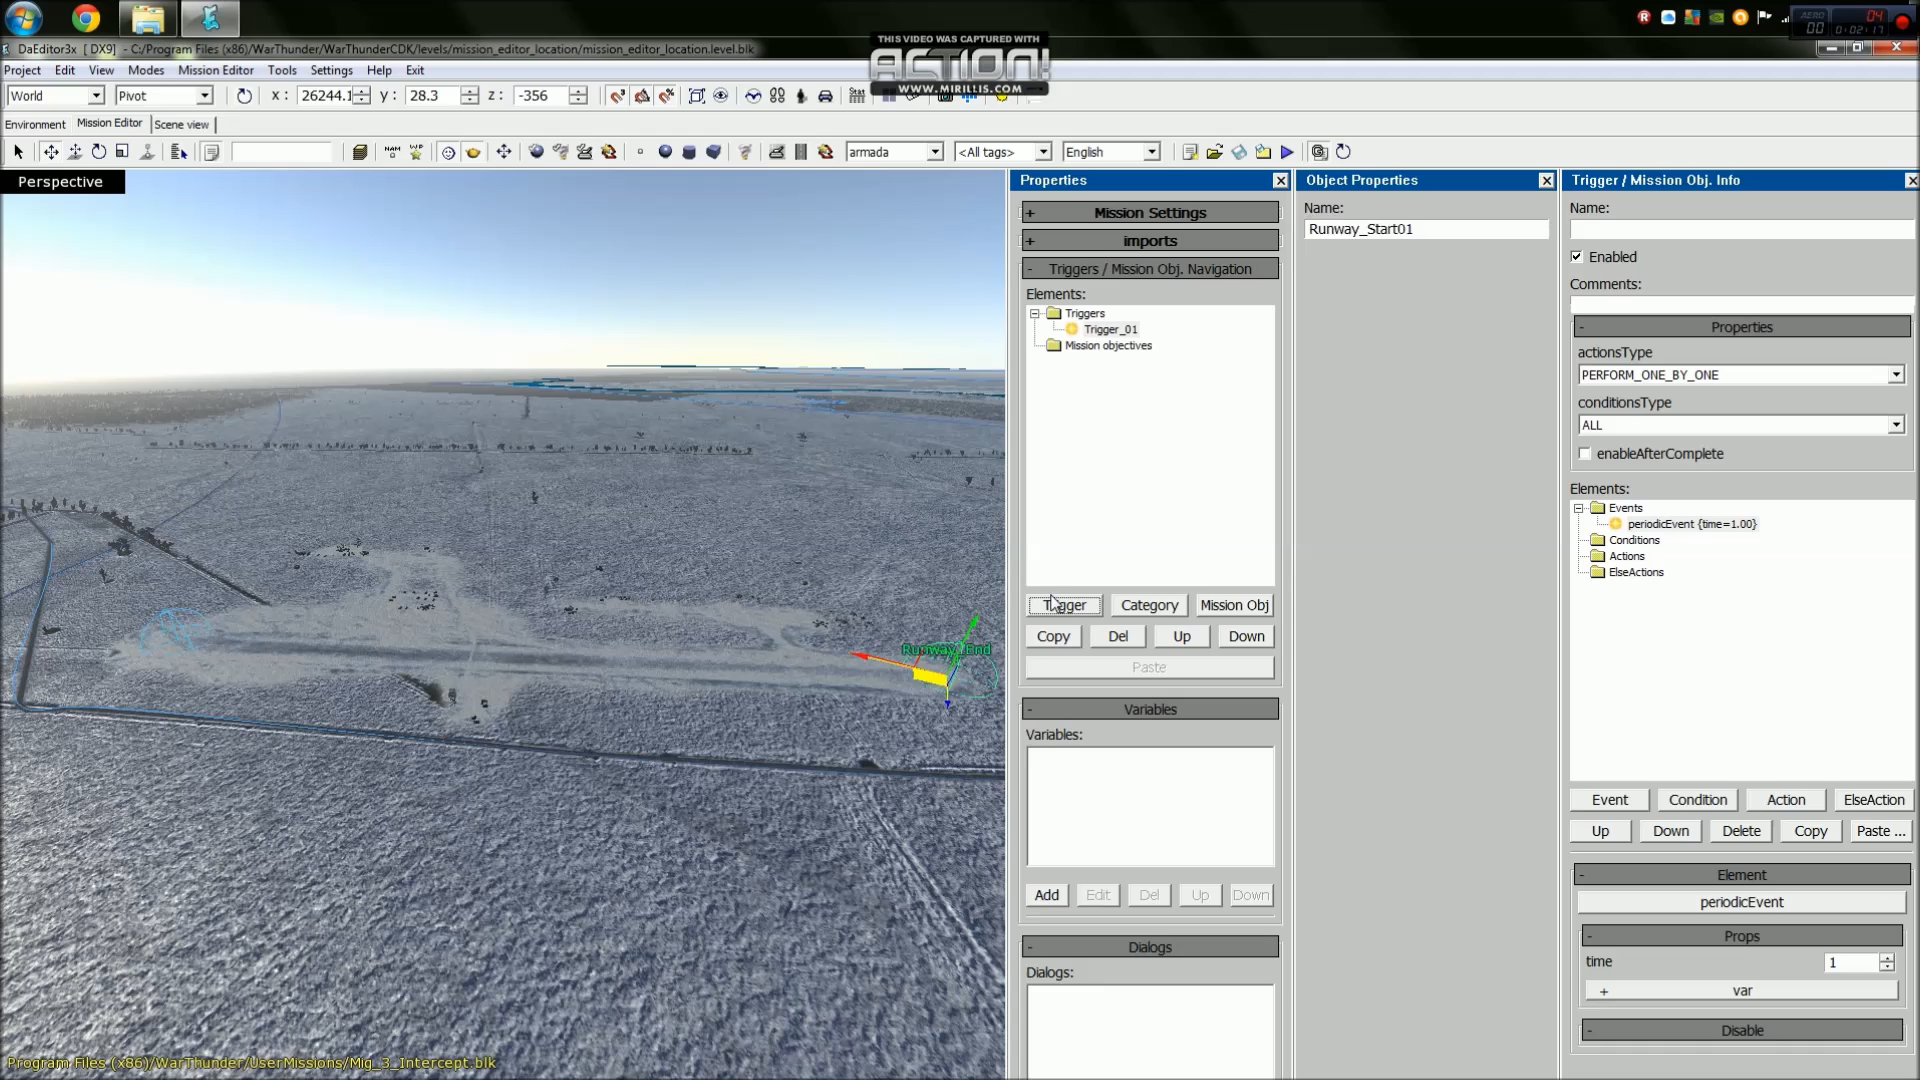 THIS VIDEO WAS CAPTURED WITH
ACTION!
WWW.MIRILLIS.COM
DaEditor3x [ DX9] - C:/Program Files (x86)/WarThunder/WarThunderCDK/levels/mission_editor_location/mission_editor_location.level.blk
Project Edit View Modes Mission Editor Tools Settings Help Exit
World Pivot x : 26244.1 y : 28.3 z : -356 Stat
Environment Mission Editor Scene view
armada <All tags> English
Perspective
Properties
Mission Settings
imports
Triggers / Mission Obj. Navigation
Elements:
Triggers
Trigger_01
Mission objectives
Trigger Category Mission Obj
Copy Del Up Down
Paste
Variables
Variables:
Add Edit Del Up Down
Dialogs
Dialogs:
Object Properties
Name:
Runway_Start01
Trigger / Mission Obj. Info
Name:
Enabled
Comments:
Properties
actionsType
PERFORM_ONE_BY_ONE
conditionsType
ALL
enableAfterComplete
Elements:
Events
periodicEvent {time=1.00}
Conditions
Actions
ElseActions
Event Condition Action ElseAction
Up Down Delete Copy Paste ...
Element
periodicEvent
Props
time 1
var
Disable
Runway_End
Program Files (x86)/WarThunder/UserMissions/Mig_3_Intercept.blk